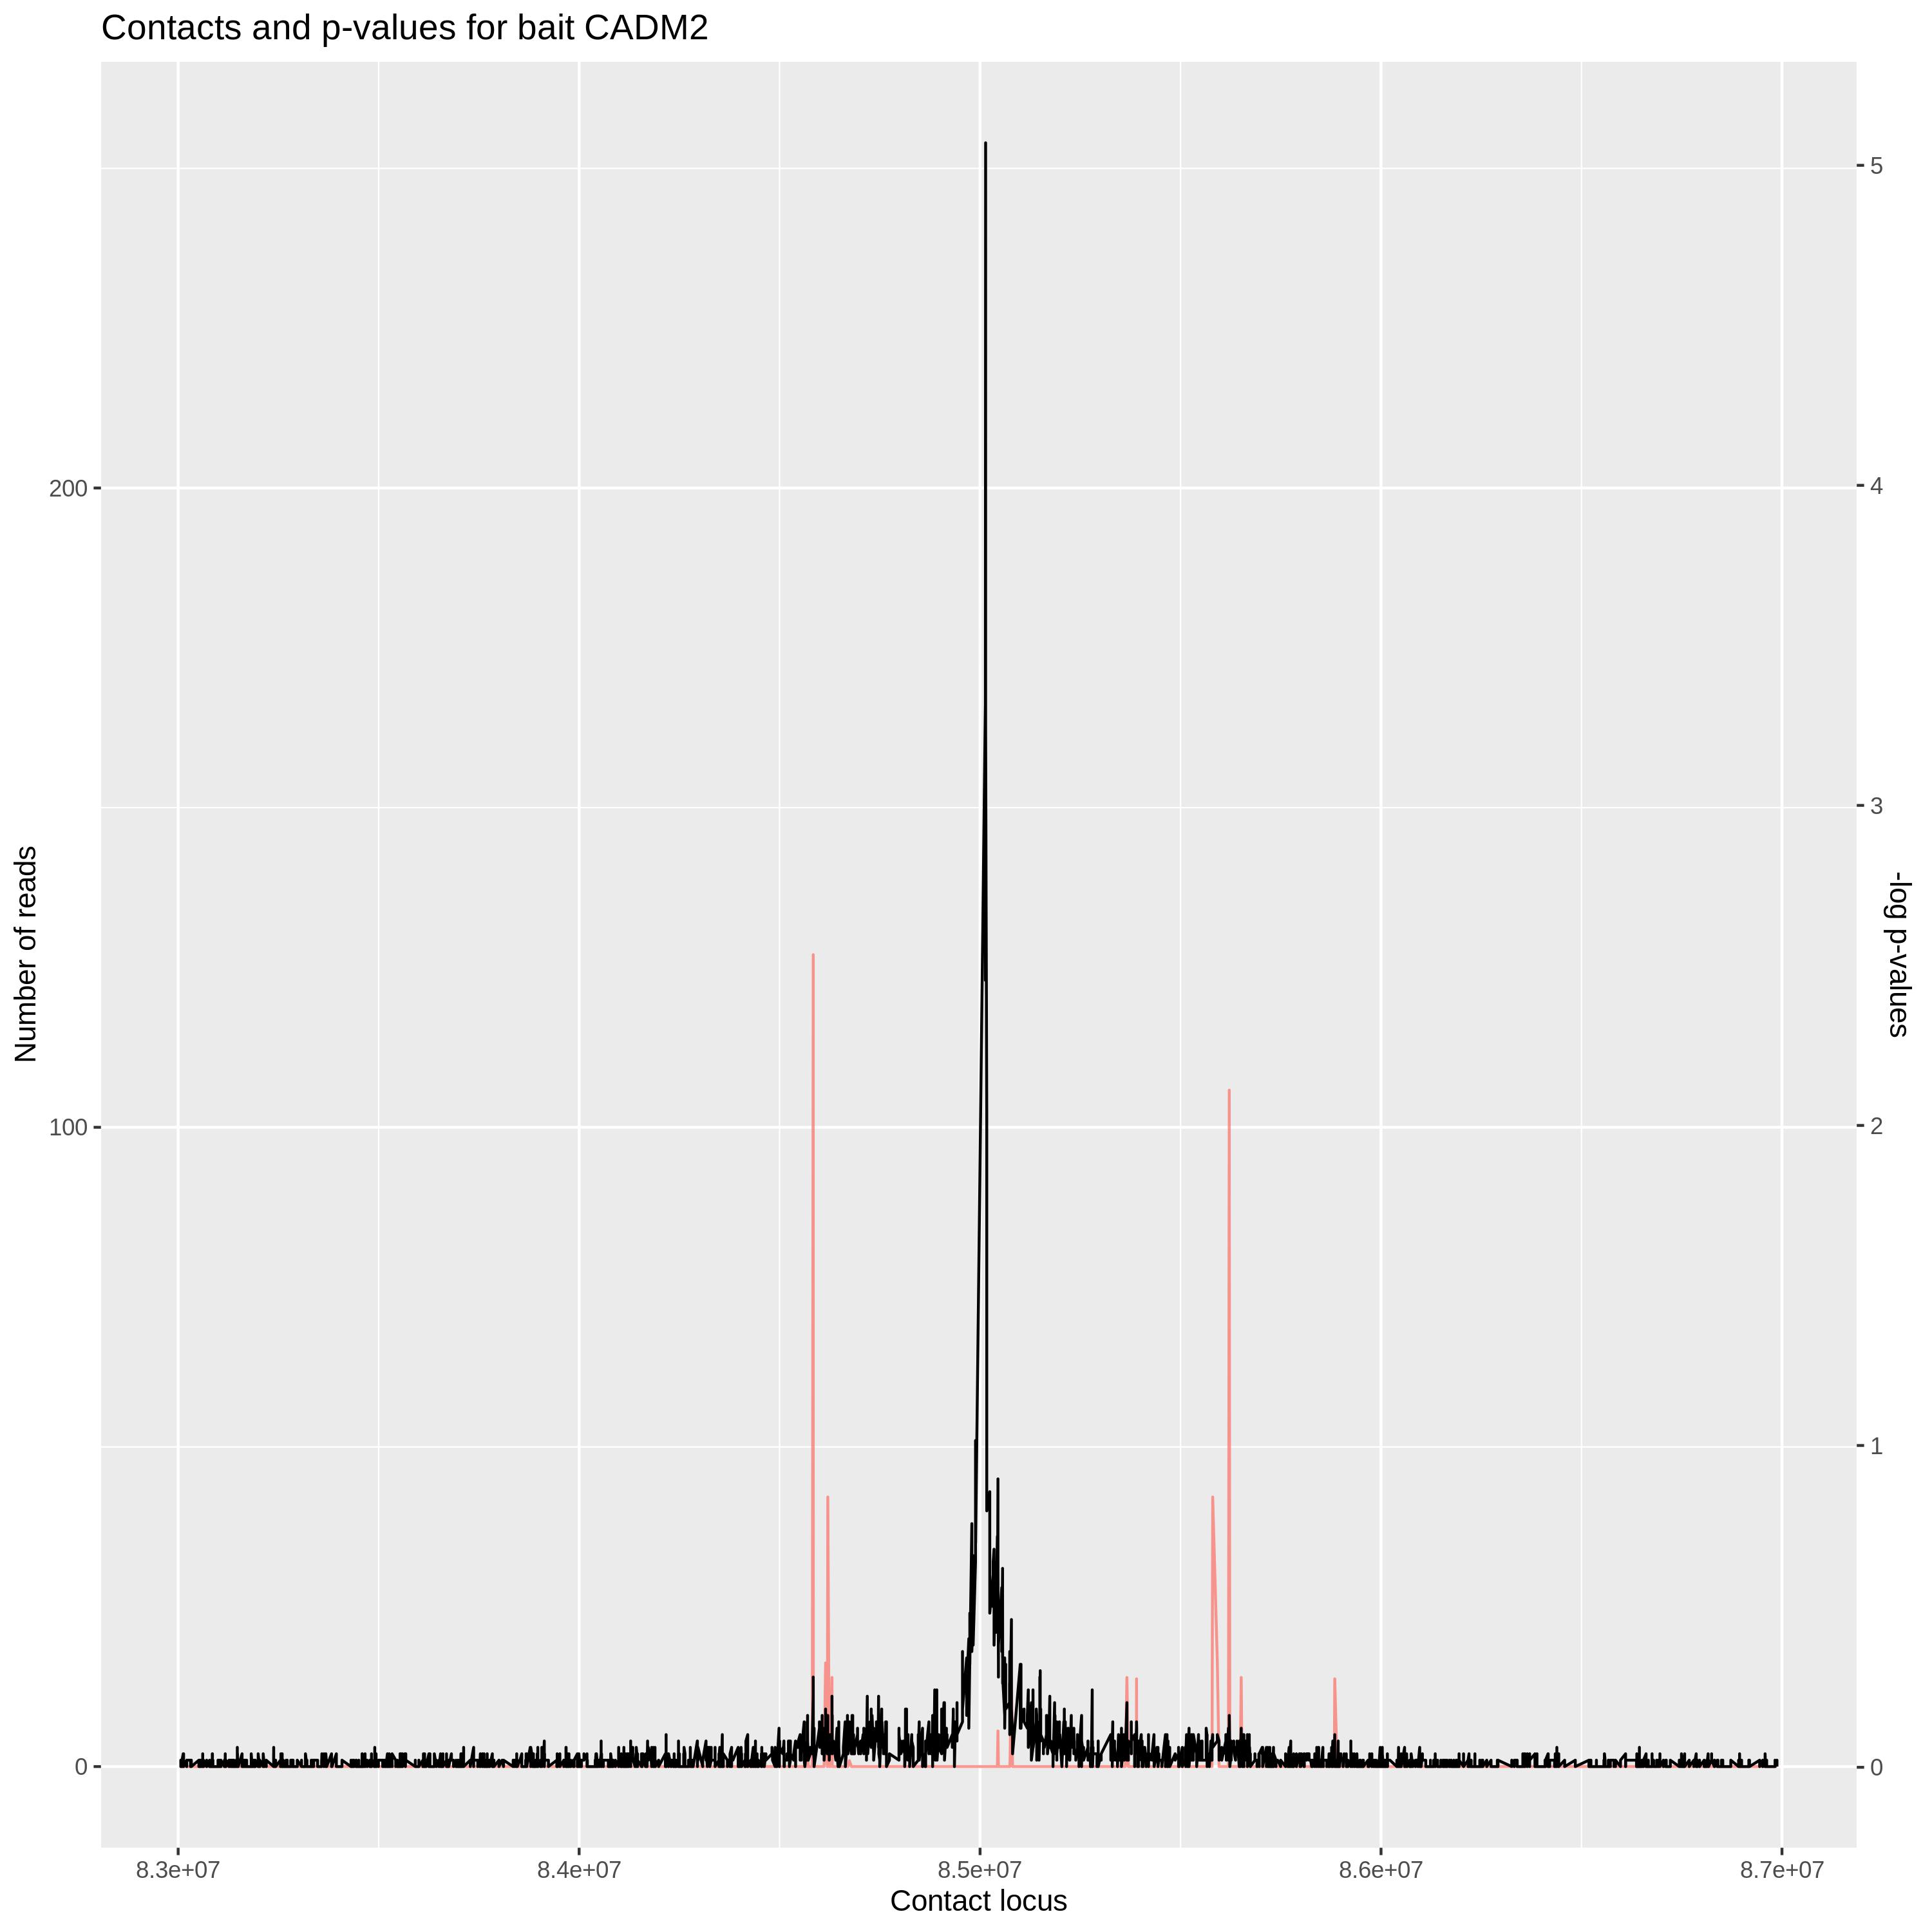 Contacts and p-values for bait CADM2
Number of reads
200
100
0
5
4
3
2
1
0
-log p-values
8.3e+07
8.4e+07
8.5e+07
8.6e+07
8.7e+07
Contact locus